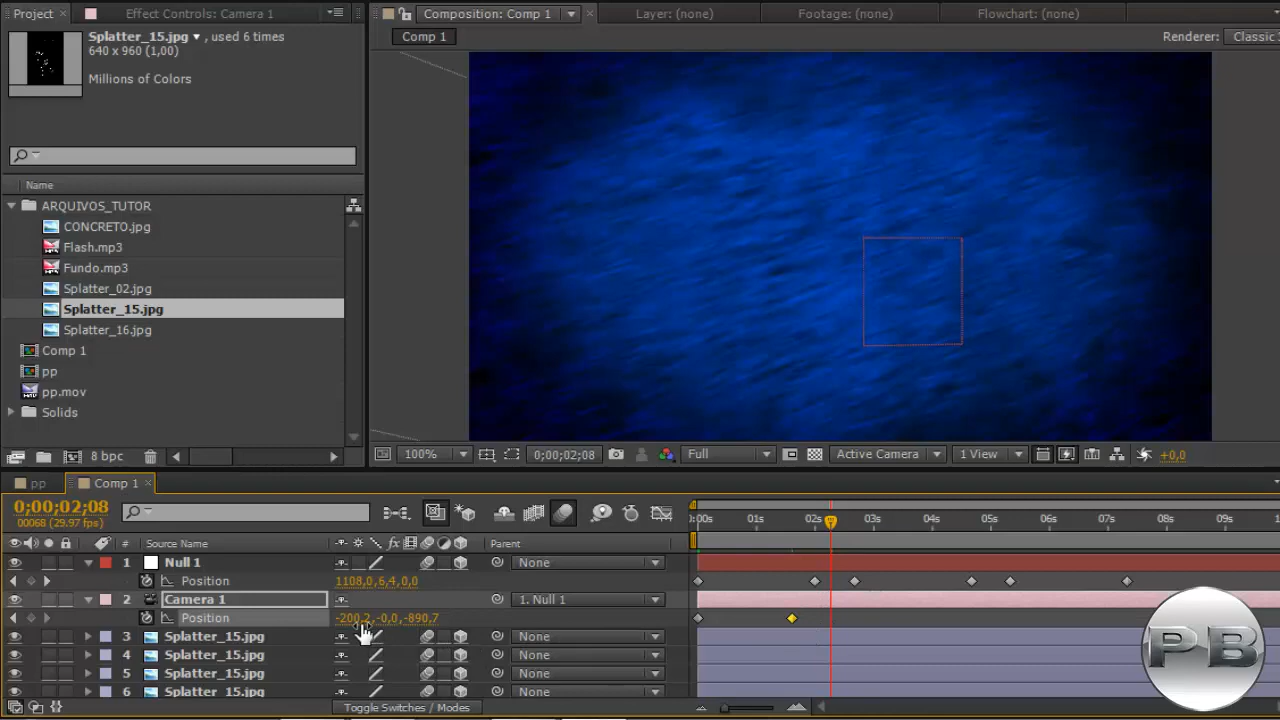 Project × Effect Controls: Camera 1 Composition: Comp 1 × Layer: (none) Footage: (none) Flowchart: (none)
Splatter_15.jpg , used 6 times Comp 1 Renderer: Classic
640 x 960 (1,00)
Millions of Colors
Name
ARQUIVOS_TUTOR
CONCRETO.jpg
Flash.mp3
Fundo.mp3
Splatter_02.jpg
Splatter_15.jpg
Splatter_16.jpg
Comp 1
pp
pp.mov
Solids
8 bpc 100% 0;00;02;08 Full Active Camera 1 View +0,0
pp Comp 1 ×
0;00;02;08
00068 (29.97 fps) 0:00s 01s 02s 03s 04s 05s 06s 07s 08s 09s
# Source Name fx Parent
1 Null 1 None
Position 1108,0,6,4,0,0
2 Camera 1 1. Null 1
Position -200,2,-0,0,-890,7
3 Splatter_15.jpg None
4 Splatter_15.jpg None
5 Splatter_15.jpg None
6 Splatter_15.jpg None
Toggle Switches / Modes
PB